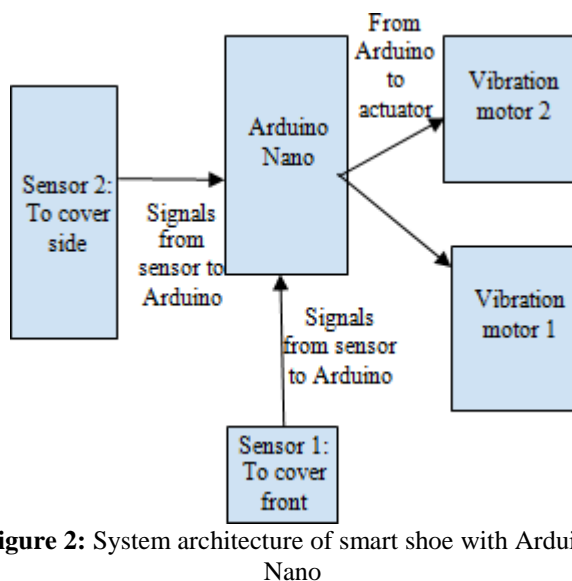 From
Arduino
to
actuator
Vibration
motor 2
Arduino
Nano
Sensor 2:
To cover
side
Signals
from
sensor to
Arduino
Vibration
motor 1
Signals
from sensor
to Arduino
Sensor 1:
To cover
front
igure 2: System architecture of smart shoe with Ardui
Nano